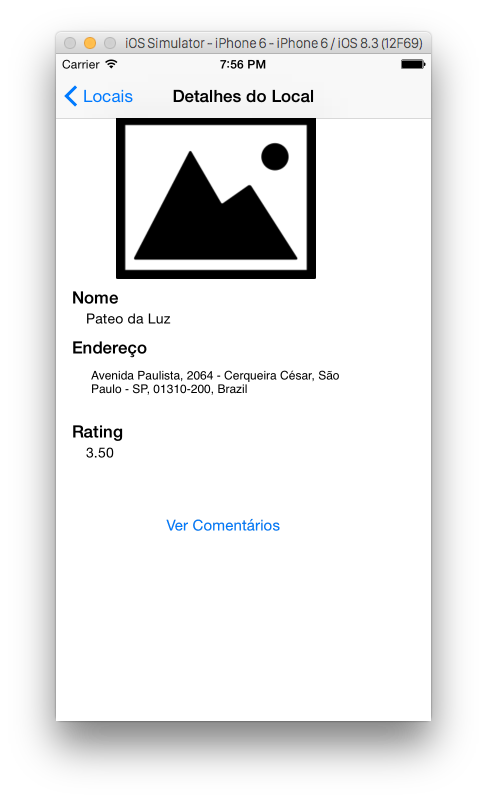 iOS Simulator - iPhone 6 - iPhone 6 / iOS 8.3 (12F69)
Carrier 7:56 PM
Locais Detalhes do Local
Nome
Pateo da Luz
Endereço
Avenida Paulista, 2064 - Cerqueira César, São
Paulo - SP, 01310-200, Brazil
Rating
3.50
Ver Comentários